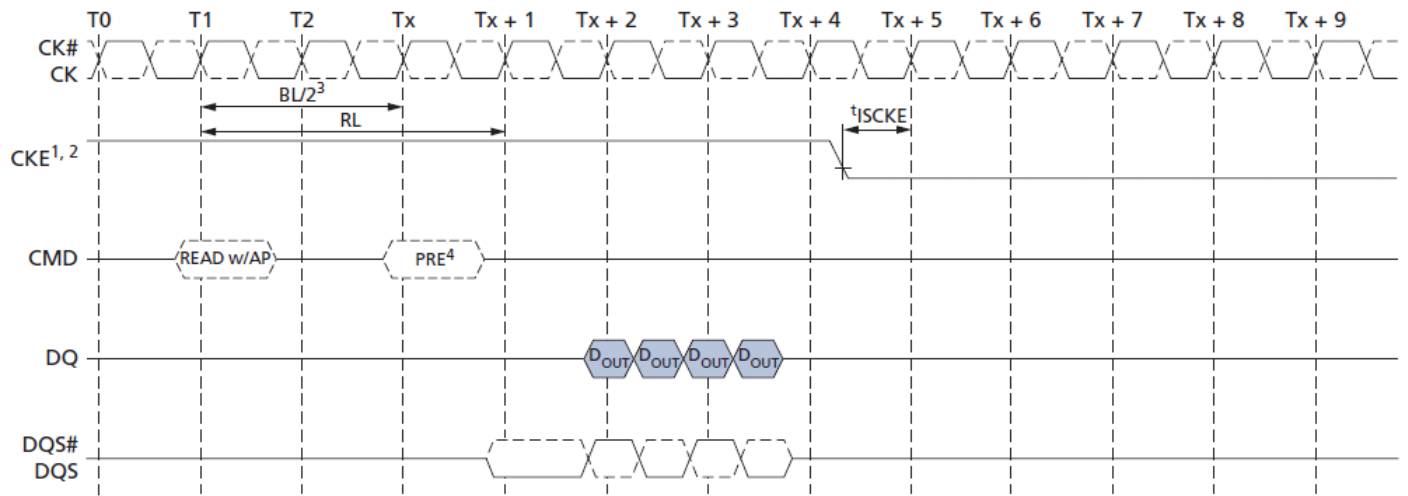 T0 T1 T2 Tx Tx + 1 Tx + 2 Tx + 3 Tx + 4 Tx + 5 Tx + 6 Tx + 7 Tx + 8 Tx + 9
CK#
CK
BL/2³
RL
tISCKE
CKE1, 2
CMD READ w/AP PRE⁴
DQ DOUT DOUT DOUT DOUT
DQS#
DQS